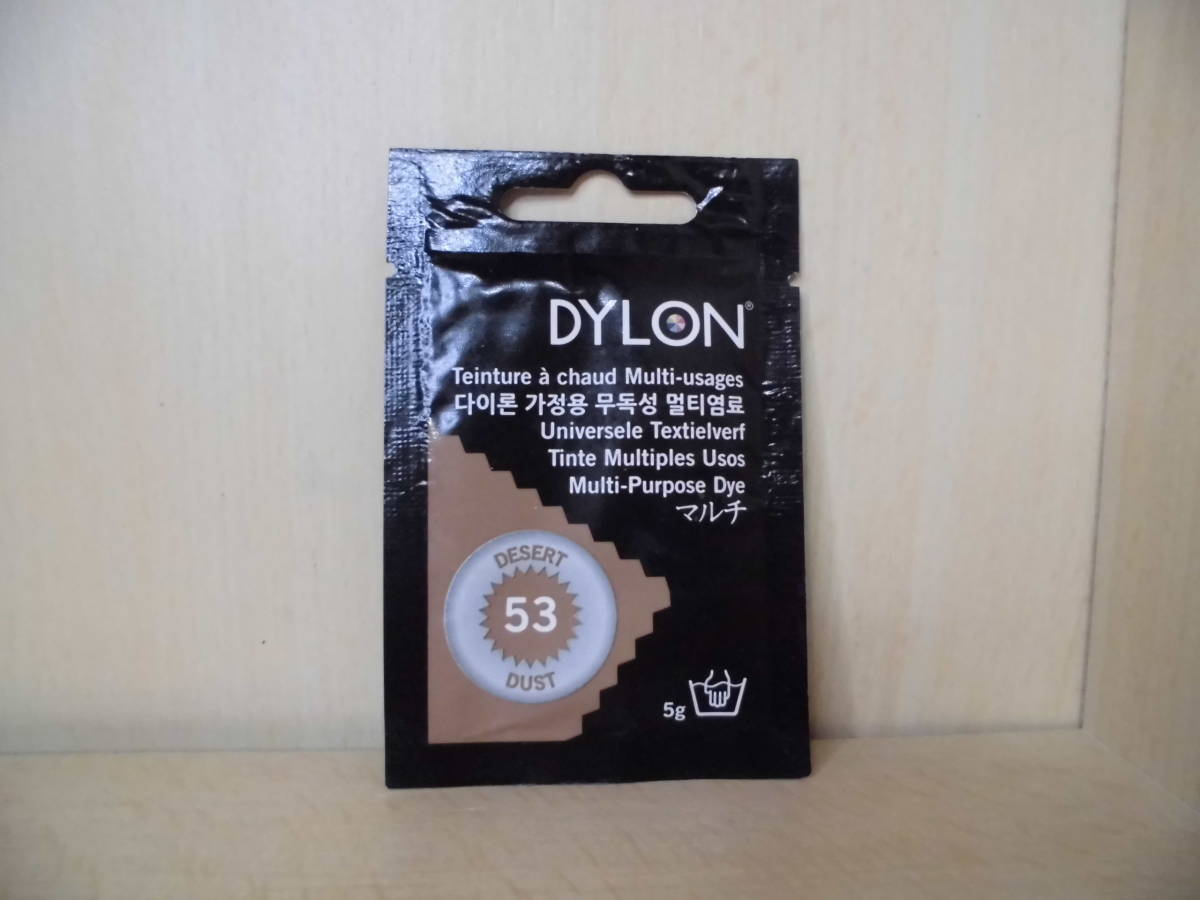 DYLON®
Teinture à chaud Multi-usages
다이론 가정용 무독성 멀티염료
Universele Textielverf
Tinte Multiples Usos
Multi-Purpose Dye
マルチ
DESERT
53
DUST
5g